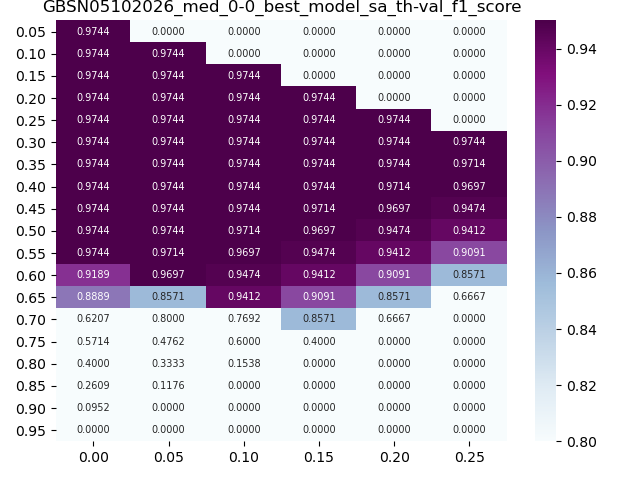 GBSN05102026_med_0-0_best_model_sa_th-val_f1_score
0.05 0.9744 0.0000 0.0000 0.0000 0.0000 0.0000
0.10 0.9744 0.9744 0.0000 0.0000 0.0000 0.0000
0.15 0.9744 0.9744 0.9744 0.0000 0.0000 0.0000
0.20 0.9744 0.9744 0.9744 0.9744 0.0000 0.0000
0.25 0.9744 0.9744 0.9744 0.9744 0.9744 0.0000
0.30 0.9744 0.9744 0.9744 0.9744 0.9744 0.9744
0.35 0.9744 0.9744 0.9744 0.9744 0.9744 0.9714
0.40 0.9744 0.9744 0.9744 0.9744 0.9714 0.9697
0.45 0.9744 0.9744 0.9744 0.9714 0.9697 0.9474
0.50 0.9744 0.9744 0.9714 0.9697 0.9474 0.9412
0.55 0.9744 0.9714 0.9697 0.9474 0.9412 0.9091
0.60 0.9189 0.9697 0.9474 0.9412 0.9091 0.8571
0.65 0.8889 0.8571 0.9412 0.9091 0.8571 0.6667
0.70 0.6207 0.8000 0.7692 0.8571 0.6667 0.0000
0.75 0.5714 0.4762 0.6000 0.4000 0.0000 0.0000
0.80 0.4000 0.3333 0.1538 0.0000 0.0000 0.0000
0.85 0.2609 0.1176 0.0000 0.0000 0.0000 0.0000
0.90 0.0952 0.0000 0.0000 0.0000 0.0000 0.0000
0.95 0.0000 0.0000 0.0000 0.0000 0.0000 0.0000
0.00 0.05 0.10 0.15 0.20 0.25
0.94
0.92
0.90
0.88
0.86
0.84
0.82
0.80